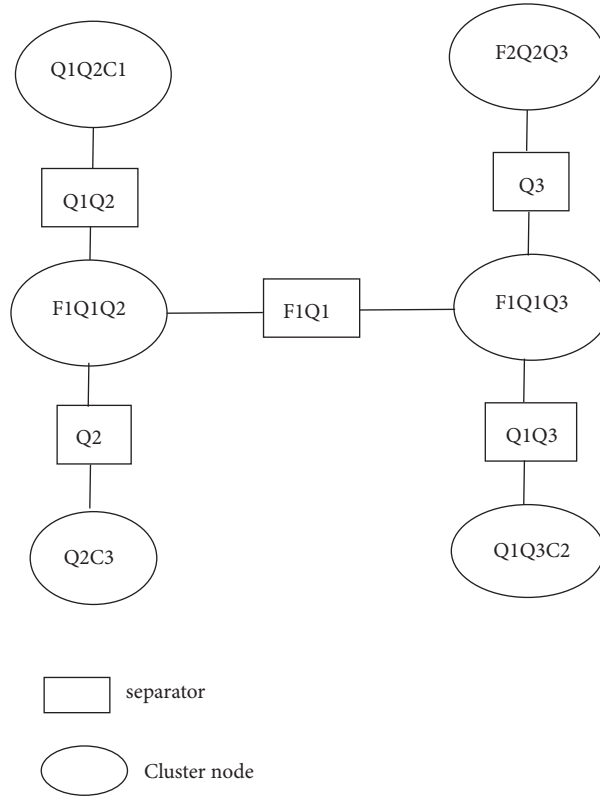 Q1Q2C1
F2Q2Q3
Q1Q2
Q3
F1Q1Q2
F1Q1
F1Q1Q3
Q2
Q1Q3
Q2C3
Q1Q3C2
separator
Cluster node